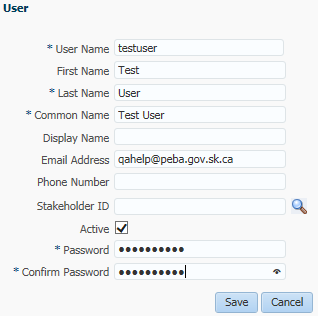 User
* User Name testuser
First Name Test
* Last Name User
* Common Name Test User
Display Name
Email Address qahelp@peba.gov.sk.ca
Phone Number
Stakeholder ID
Active
* Password ••••••••••
* Confirm Password ••••••••••
Save Cancel